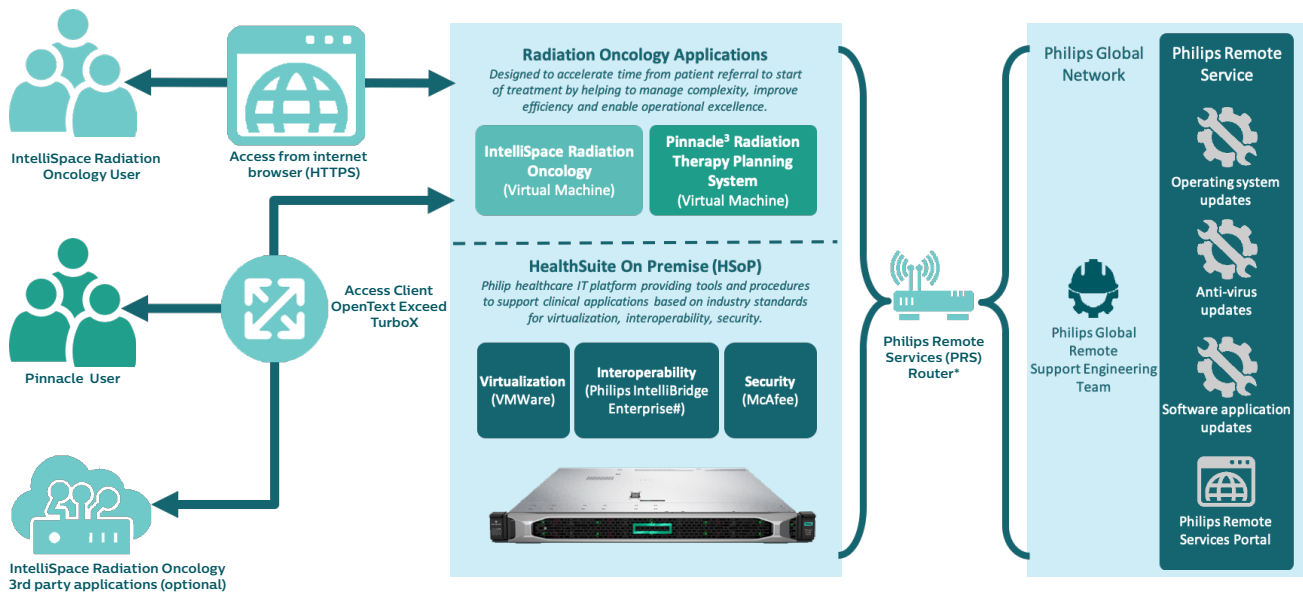 IntelliSpace Radiation
Oncology User
Access from internet
browser (HTTPS)
Pinnacle User
Access Client
OpenText Exceed
TurboX
IntelliSpace Radiation Oncology
3rd party applications (optional)
Radiation Oncology Applications
Designed to accelerate time from patient referral to start
of treatment by helping to manage complexity, improve
efficiency and enable operational excellence.
IntelliSpace Radiation
Oncology
(Virtual Machine)
Pinnacle³ Radiation
Therapy Planning
System
(Virtual Machine)
HealthSuite On Premise (HSoP)
Philip healthcare IT platform providing tools and procedures
to support clinical applications based on industry standards
for virtualization, interoperability, security.
Virtualization
(VMWare)
Interoperability
(Philips IntelliBridge
Enterprise#)
Security
(McAfee)
Philips Remote
Services (PRS)
Router*
Philips Global
Network
Philips Global
Remote
Support Engineering
Team
Philips Remote
Service
Operating system
updates
Anti-virus
updates
Software application
updates
Philips Remote
Services Portal